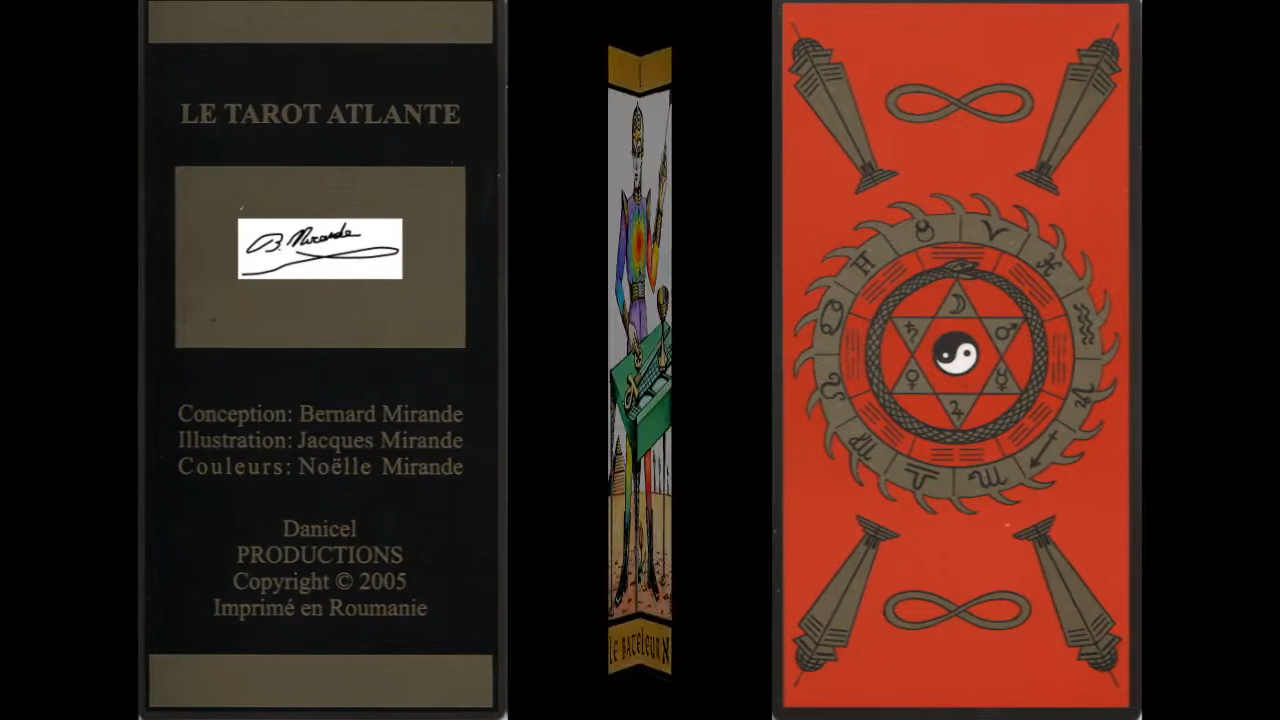 LE TAROT ATLANTE
B. Mirande
Conception: Bernard Mirande
Illustration: Jacques Mirande
Couleurs: Noëlle Mirande
Danicel
PRODUCTIONS
Copyright © 2005
Imprimé en Roumanie
LE BATELEUR